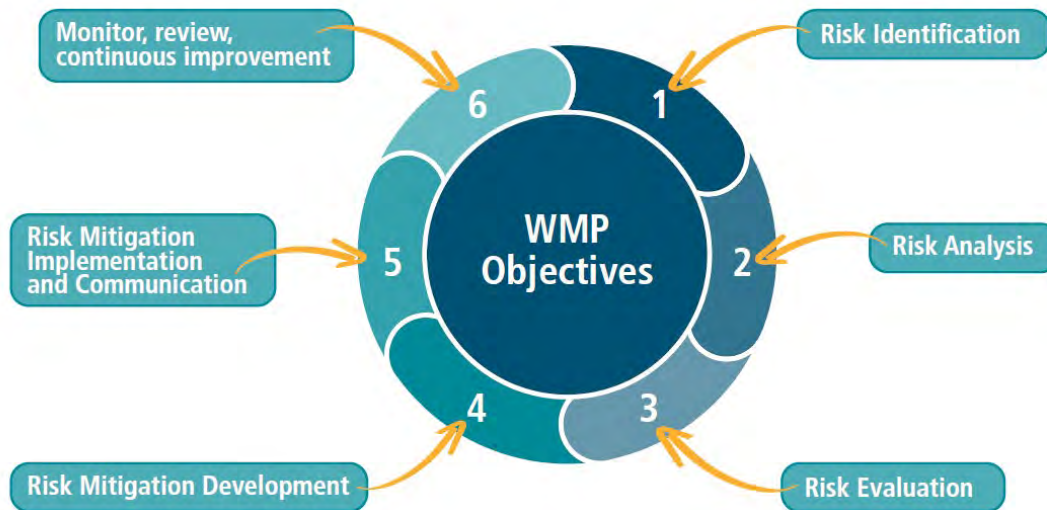 Monitor, review,
continuous improvement
Risk Identification
6
1
Risk Mitigation
Implementation
and Communication
5
WMP
Objectives
2
Risk Analysis
4
3
Risk Mitigation Development
Risk Evaluation